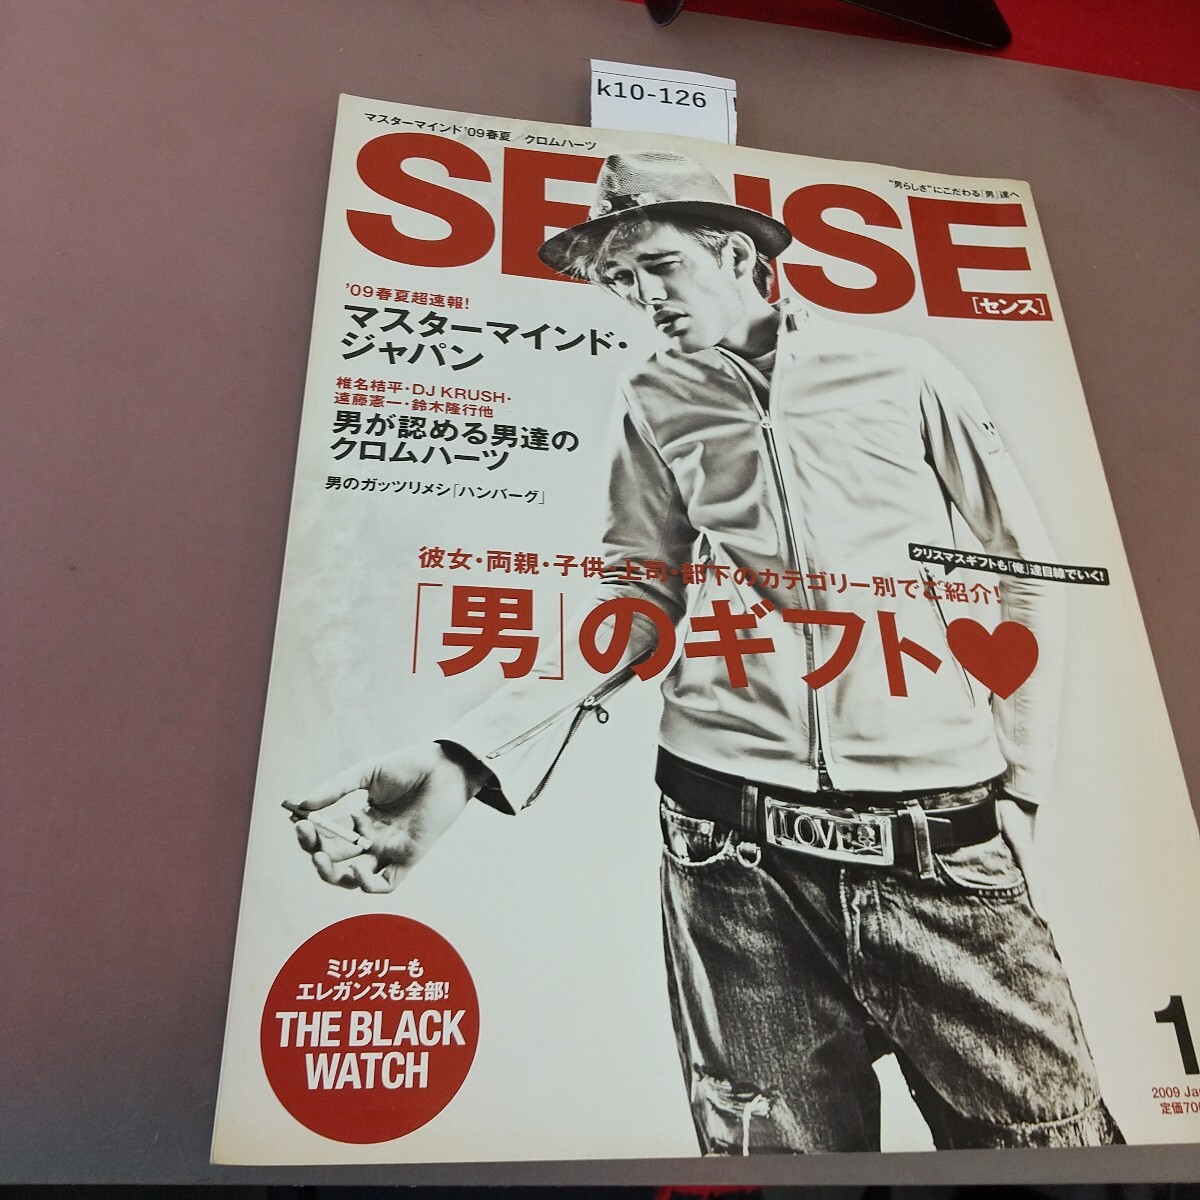 k10-126
マスターマインド'09春夏／クロムハーツ
"男らしさ"にこだわる「男」達へ
SENSE
[センス]
'09春夏超速報!
マスターマインド・
ジャパン
椎名桔平・DJ KRUSH・
遠藤憲一・鈴木隆行他
男が認める男達の
クロムハーツ
男のガッツリメシ「ハンバーグ」
クリスマスギフトも「俺」達目線でいく!
彼女・両親・子供・上司・部下のカテゴリー別でご紹介!
「男」のギフト♥
LOVE
ミリタリーも
エレガンスも全部!
THE BLACK
WATCH
1
2009 Ja
定価70